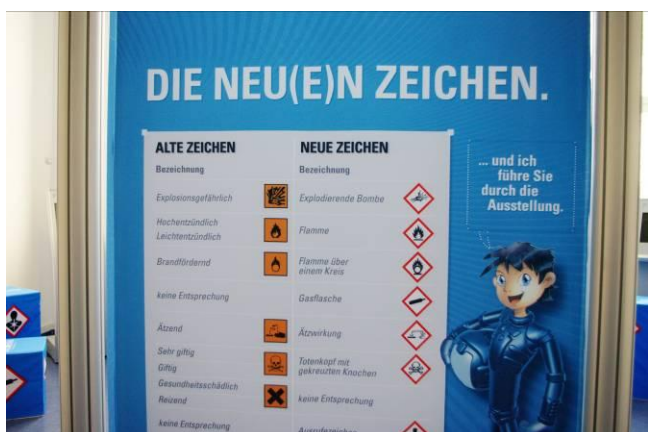 DIE NEU(E)N ZEICHEN.
ALTE ZEICHEN NEUE ZEICHEN
Bezeichnung Bezeichnung
Explosionsgefährlich Explodierende Bombe
Hochentzündlich
Leichtentzündlich
Flamme
Brandfördernd
Flamme über
einem Kreis
keine Entsprechung Gasflasche
Ätzend Ätzwirkung
Sehr giftig
Giftig
Totenkopf mit
gekreuzten Knochen
Gesundheitsschädlich
Reizend keine Entsprechung
keine Entsprechung Ausrufezeichen
... und ich
führe Sie
durch die
Ausstellung.